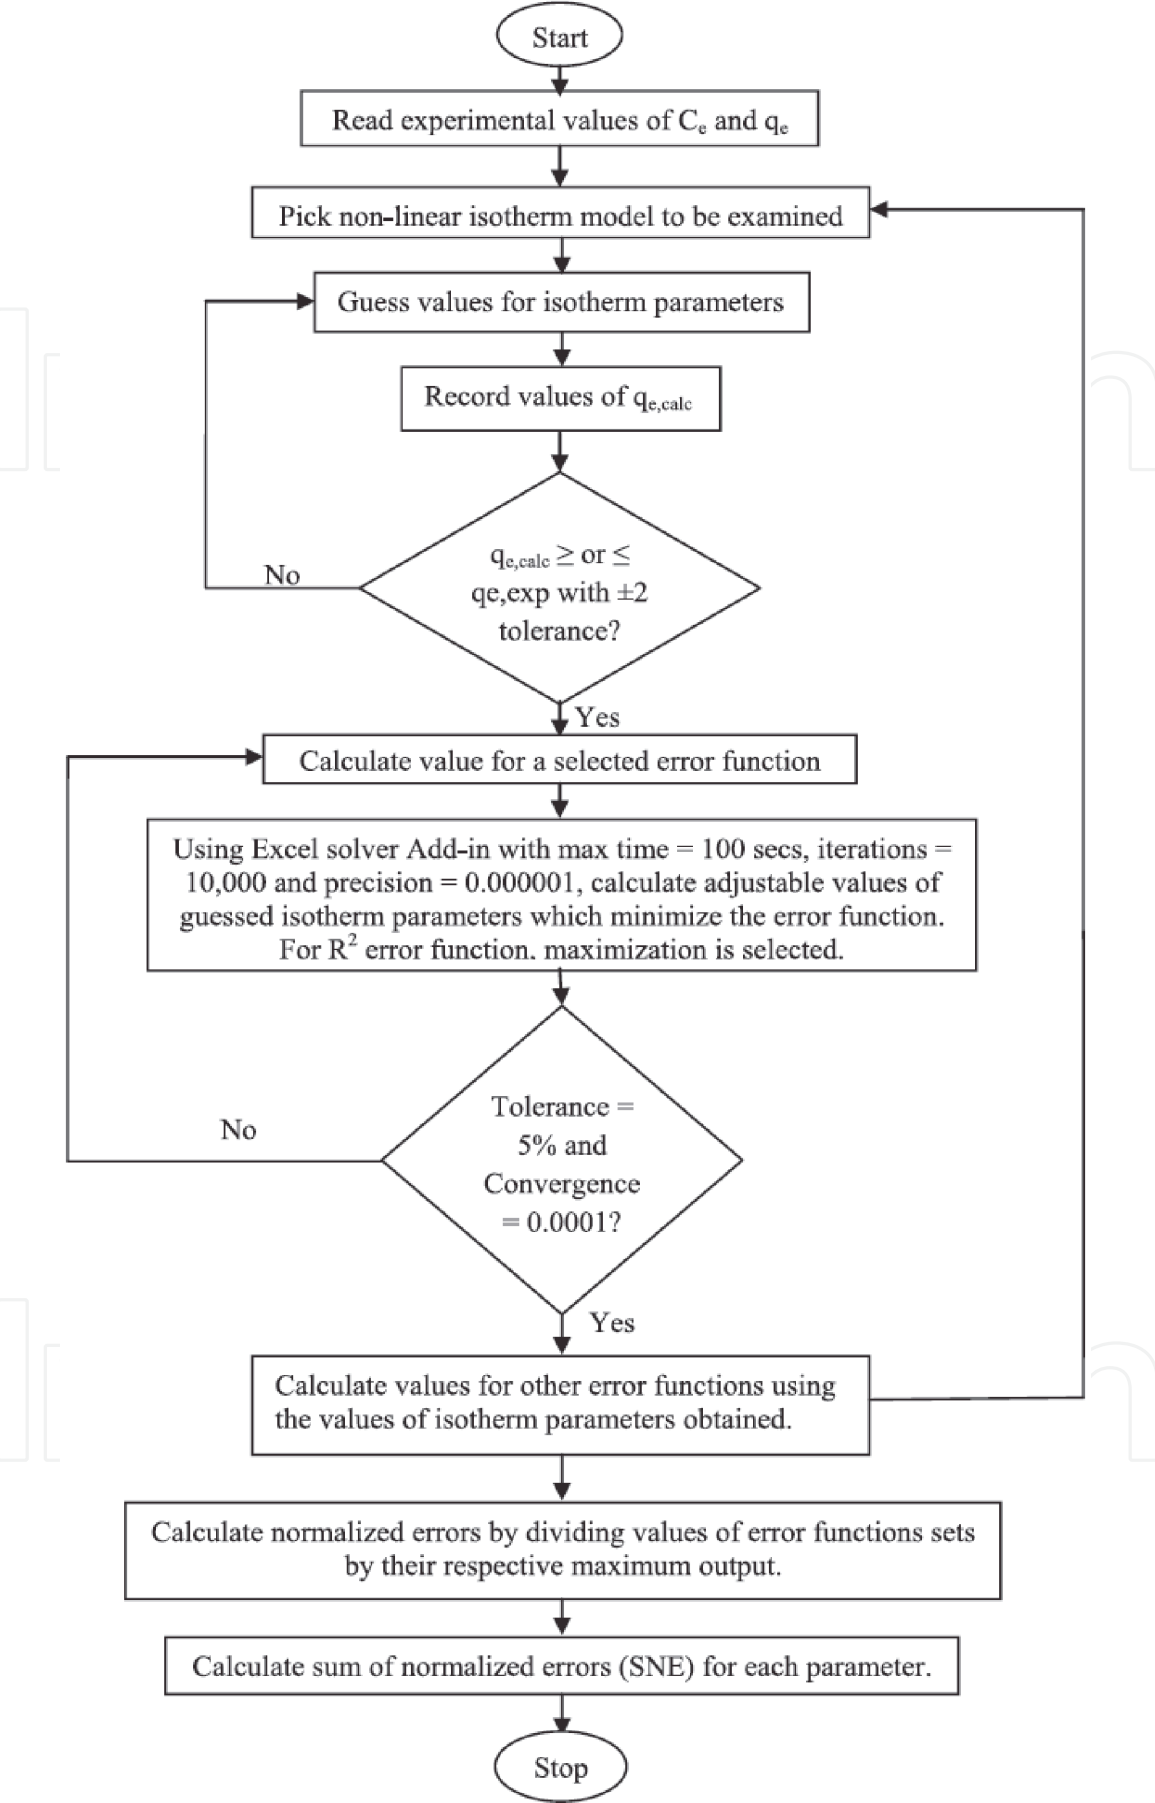 Start
Read experimental values of Ce and qe
Pick non-linear isotherm model to be examined
Guess values for isotherm parameters
Record values of qe,calc
qe,calc ≥ or ≤
qe,exp with ±2
tolerance?
No
Yes
Calculate value for a selected error function
Using Excel solver Add-in with max time = 100 secs, iterations =
10,000 and precision = 0.000001, calculate adjustable values of
guessed isotherm parameters which minimize the error function.
For R² error function. maximization is selected.
Tolerance =
5% and
Convergence
= 0.0001?
No
Yes
Calculate values for other error functions using
the values of isotherm parameters obtained.
Calculate normalized errors by dividing values of error functions sets
by their respective maximum output.
Calculate sum of normalized errors (SNE) for each parameter.
Stop